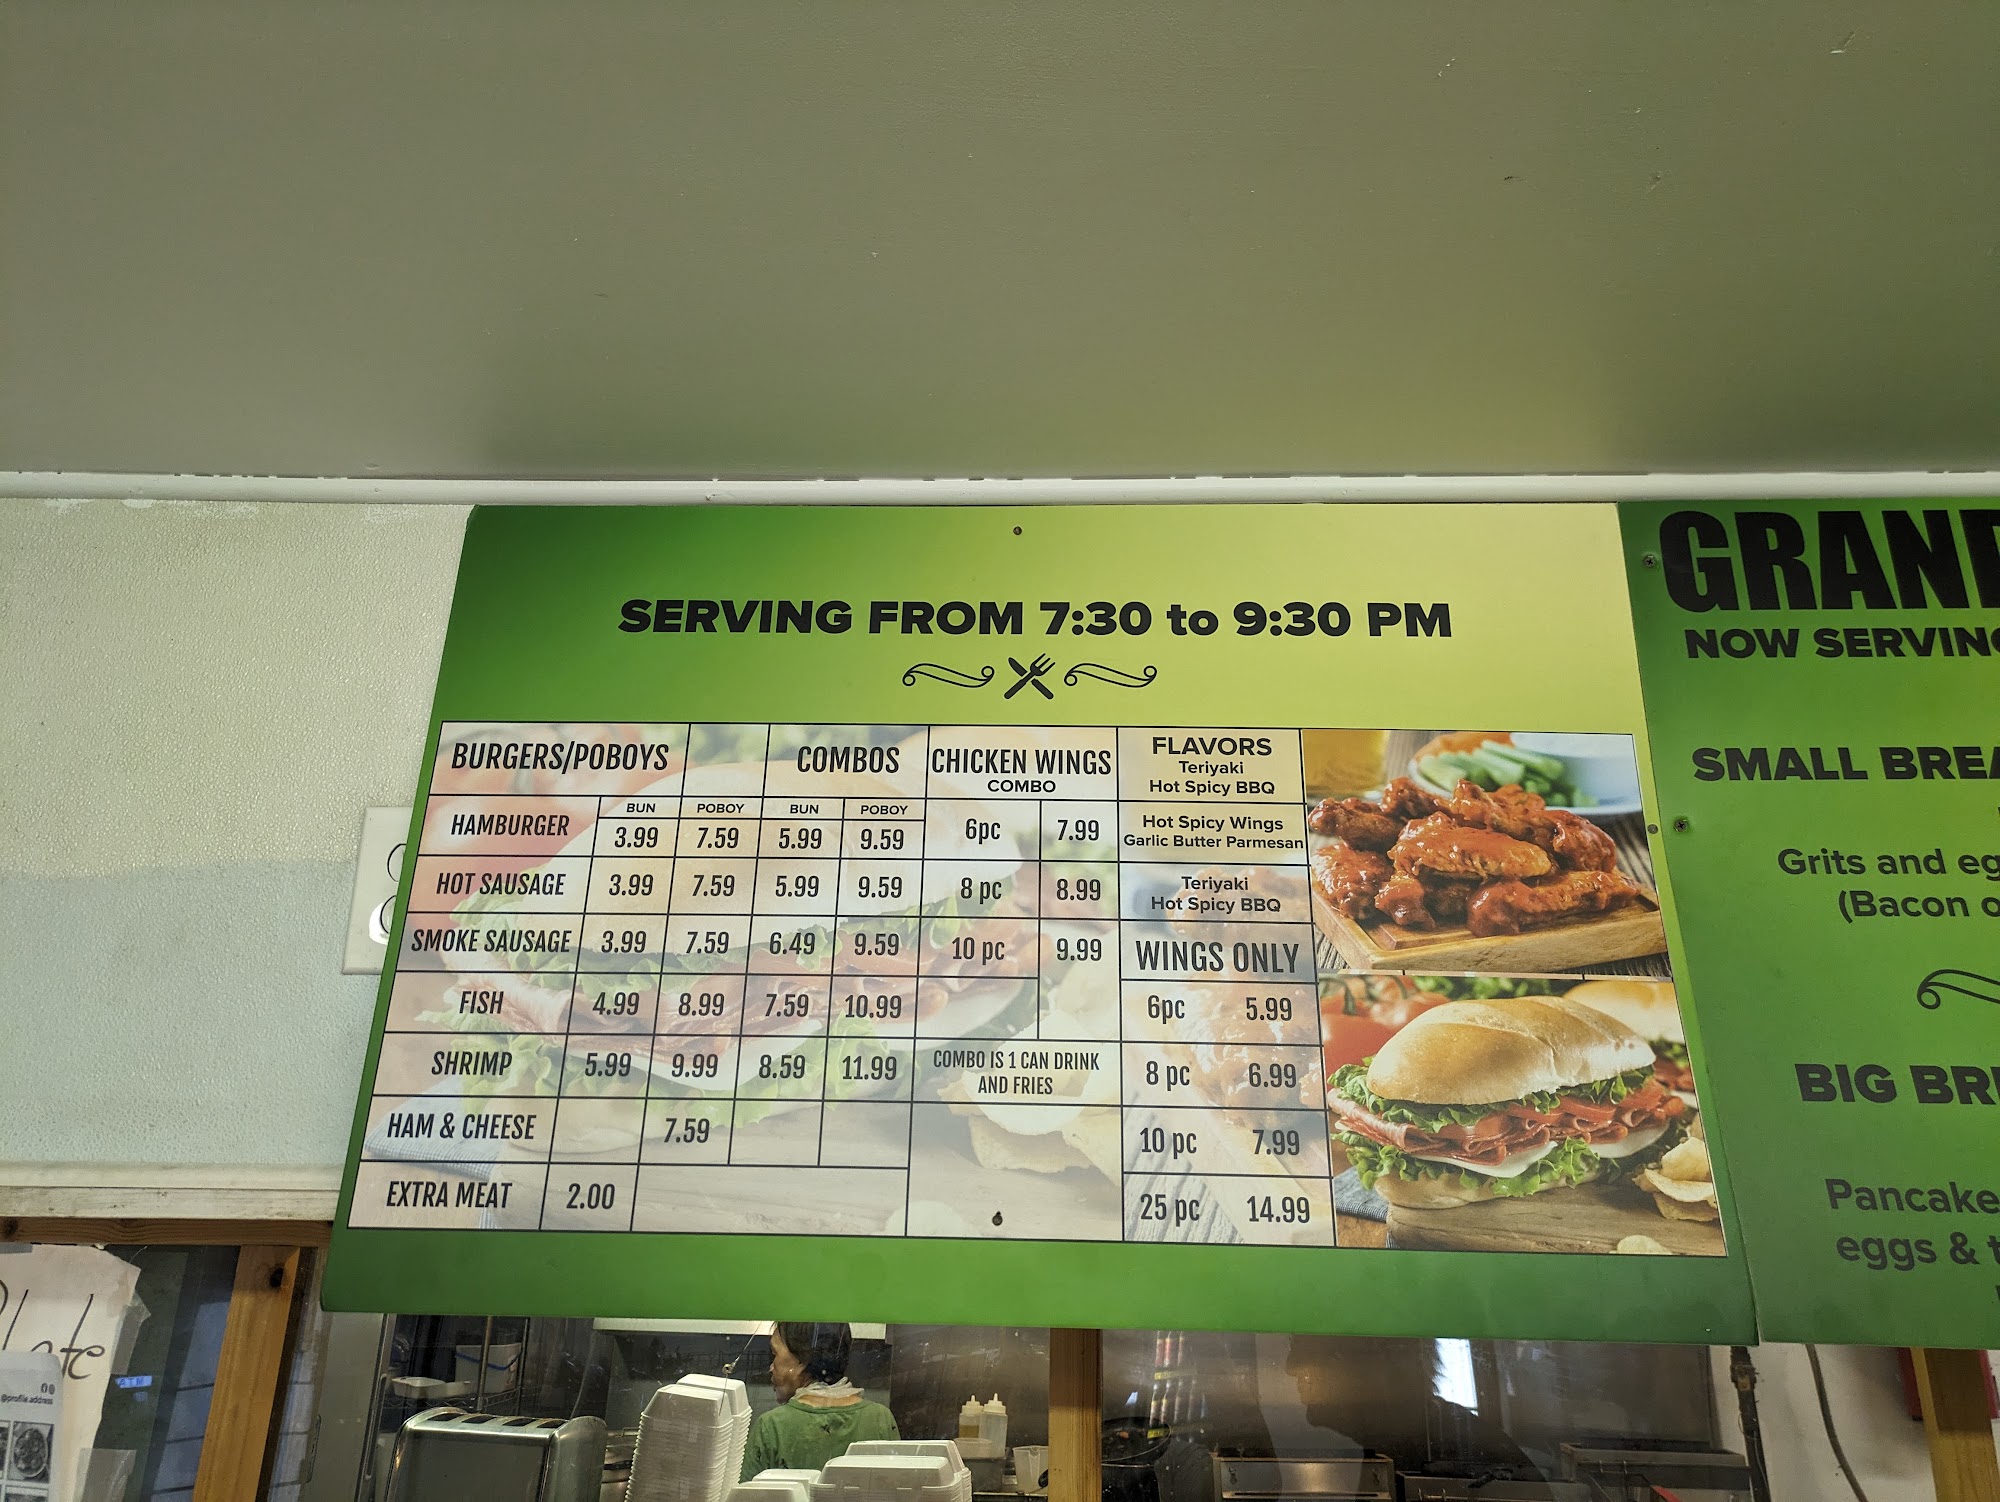 SERVING FROM 7:30 to 9:30 PM
BURGERS/POBOYS COMBOS
BUN POBOY BUN POBOY
HAMBURGER 3.99 7.59 5.99 9.59
HOT SAUSAGE 3.99 7.59 5.99 9.59
SMOKE SAUSAGE 3.99 7.59 6.49 9.59
FISH 4.99 8.99 7.59 10.99
SHRIMP 5.99 9.99 8.59 11.99
HAM & CHEESE 7.59
EXTRA MEAT 2.00
CHICKEN WINGS
COMBO
6pc 7.99
8 pc 8.99
10 pc 9.99
COMBO IS 1 CAN DRINK
AND FRIES
FLAVORS
Teriyaki
Hot Spicy BBQ
Hot Spicy Wings
Garlic Butter Parmesan
Teriyaki
Hot Spicy BBQ
WINGS ONLY
6pc 5.99
8 pc 6.99
10 pc 7.99
25 pc 14.99
GRAN
NOW SERVIN
SMALL BREA
Grits and eg
(Bacon o
BIG BR
Pancake
eggs &
@profile.address
ATM